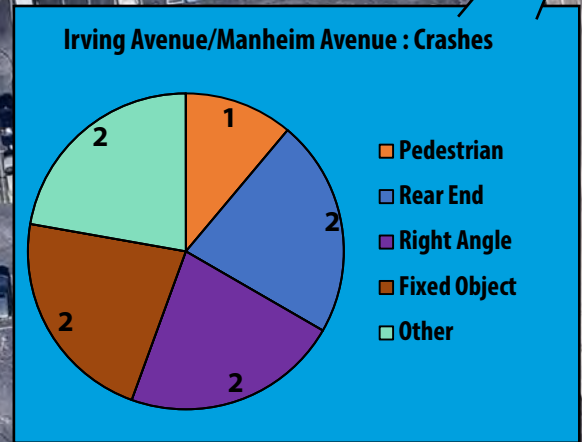 Irving Avenue/Manheim Avenue : Crashes
1
2
2
2
2
Pedestrian
Rear End
Right Angle
Fixed Object
Other